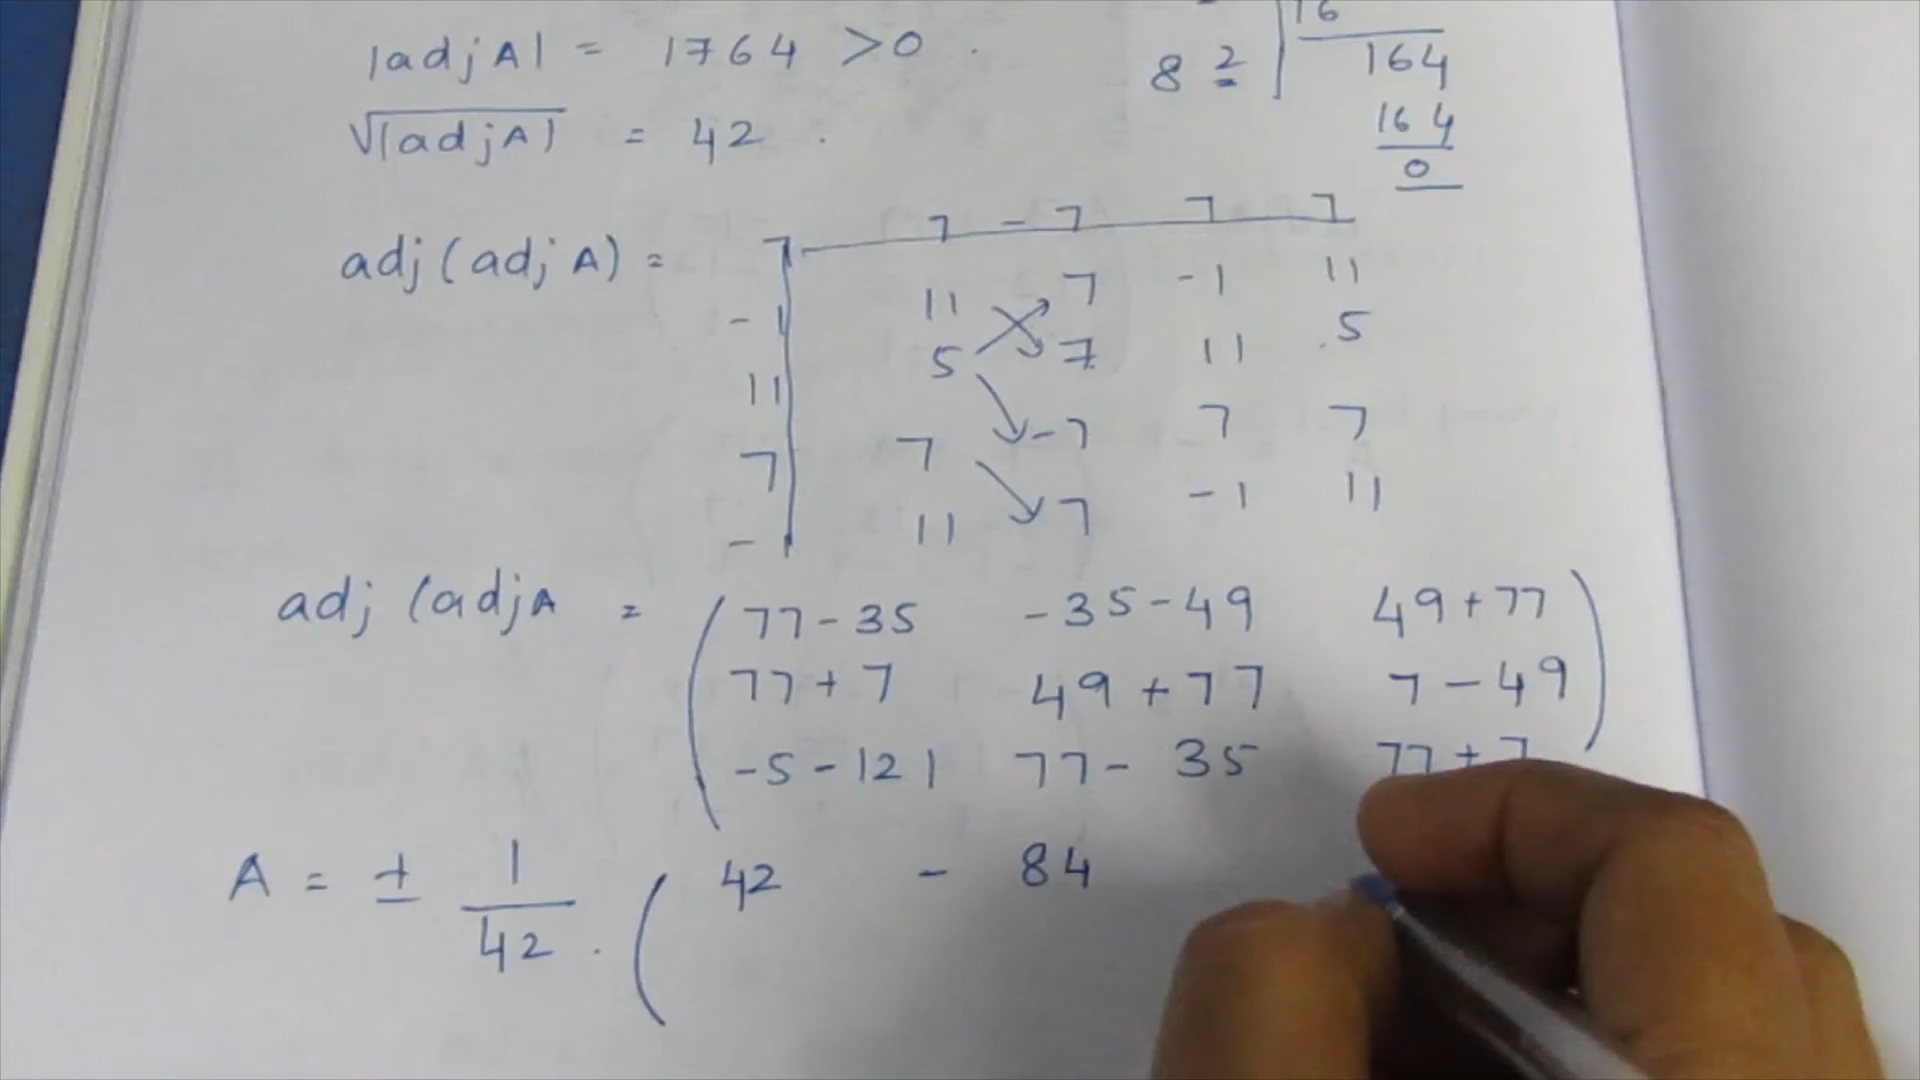 |adj A| = 1764 > 0 .
16
8 2 164
√|adj A| = 42 .
164
0
adj (adj A) = 7 7 - 7 7 7
- 1 11 7 - 1 11
11 5 7 11 5
7 7 - 7 7 7
- 1 11 7 - 1 11
adj (adj A = ( 77 - 35 - 35 - 49 49 + 77 )
77 + 7 49 + 77 7 - 49
- 5 - 121 77 - 35 77 + 7
A = ± 1/42 . ( 42 - 84